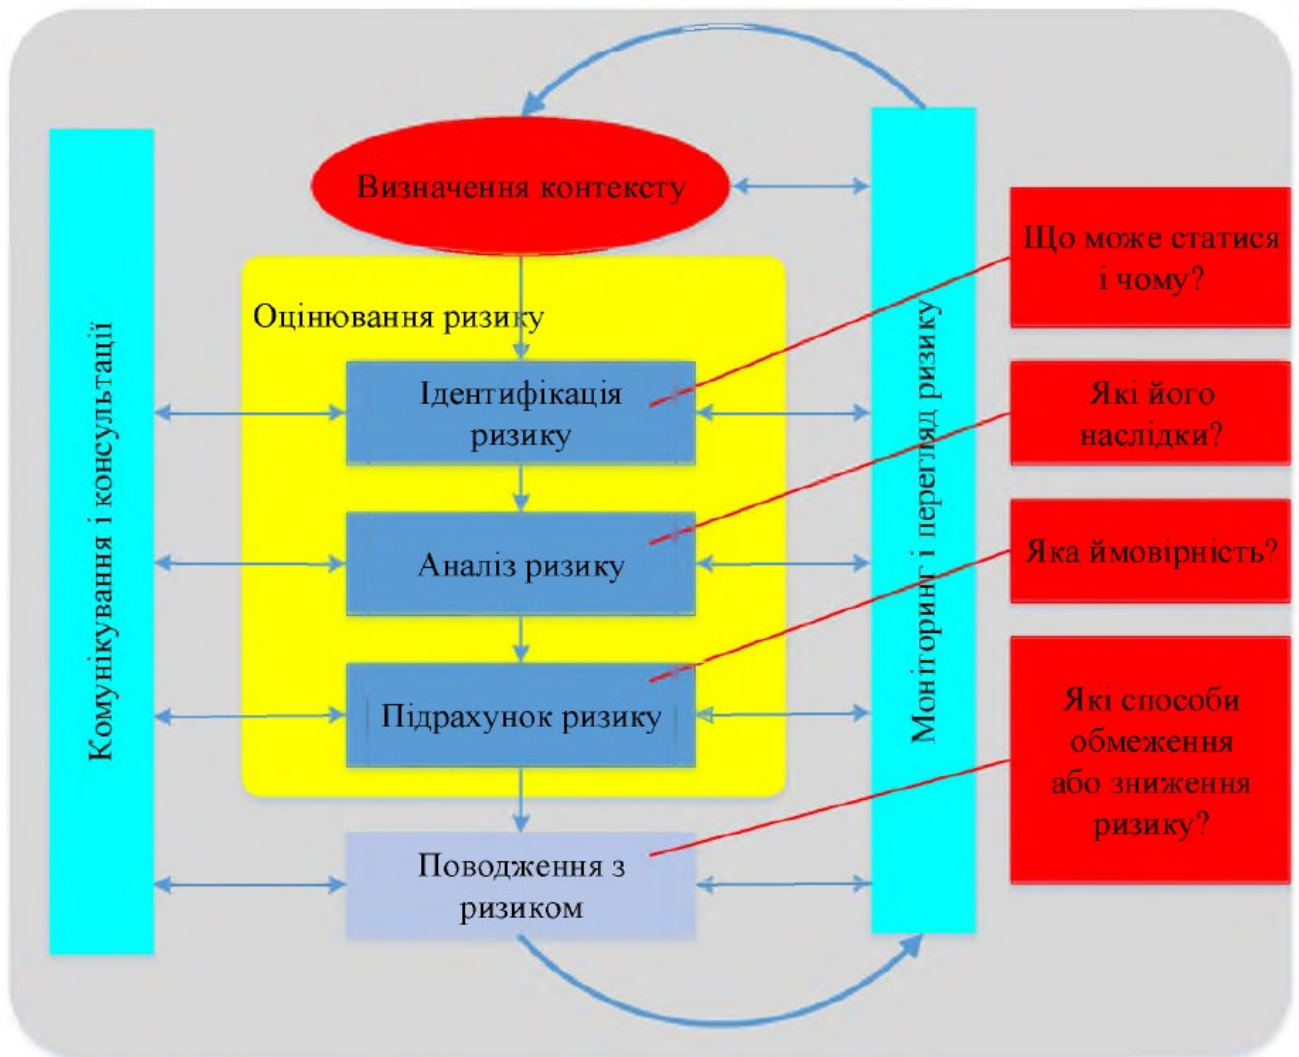 Визначення контексту
Оцінювання ризику
Ідентифікація
ризику
Аналіз ризику
Підрахунок ризику
Поводження з
ризиком
Комунікування і консультації
Моніторинг і перегляд ризику
Що може статися
і чому?
Які його
наслідки?
Яка ймовірність?
Які способи
обмеження
або зниження
ризику?